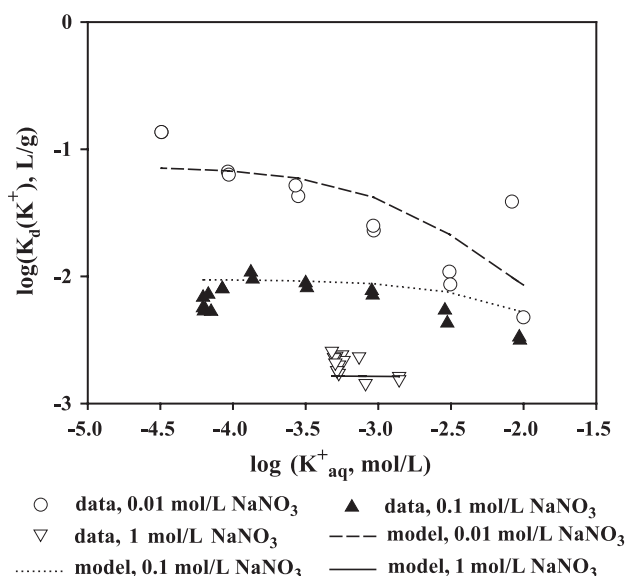 0
-1
-2
-3
log(K_d(K⁺), L/g)
-5.0 -4.5 -4.0 -3.5 -3.0 -2.5 -2.0 -1.5
log (K⁺aq, mol/L)
data, 0.01 mol/L NaNO₃ data, 0.1 mol/L NaNO₃
data, 1 mol/L NaNO₃ model, 0.01 mol/L NaNO₃
model, 0.1 mol/L NaNO₃ model, 1 mol/L NaNO₃